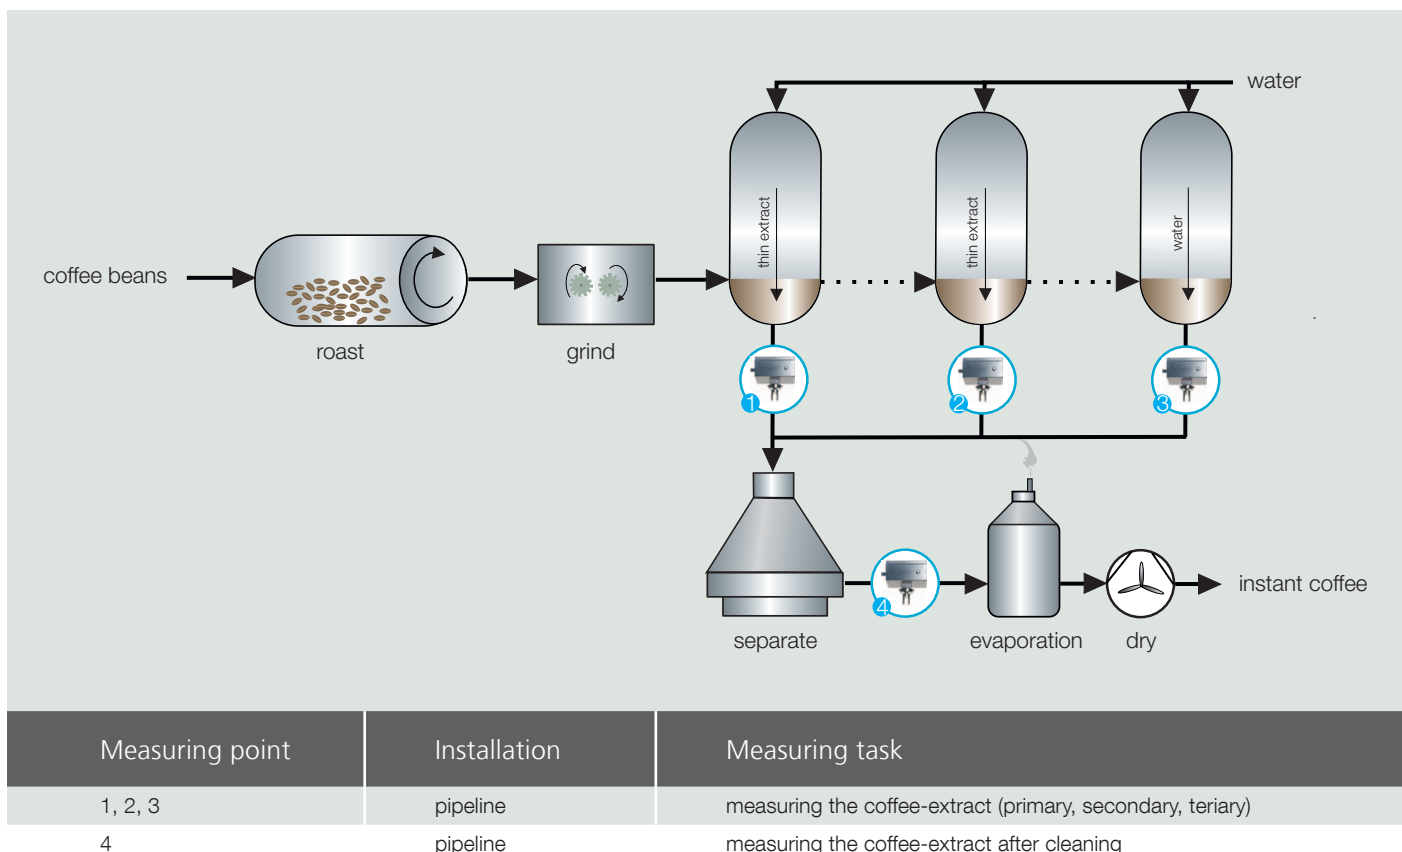 water
thin extract
thin extract
water
coffee beans
roast
grind
1
2
3
4
separate
evaporation
dry
instant coffee
Measuring point Installation Measuring task
1, 2, 3 pipeline measuring the coffee-extract (primary, secondary, teriary)
4 pipeline measuring the coffee-extract after cleaning